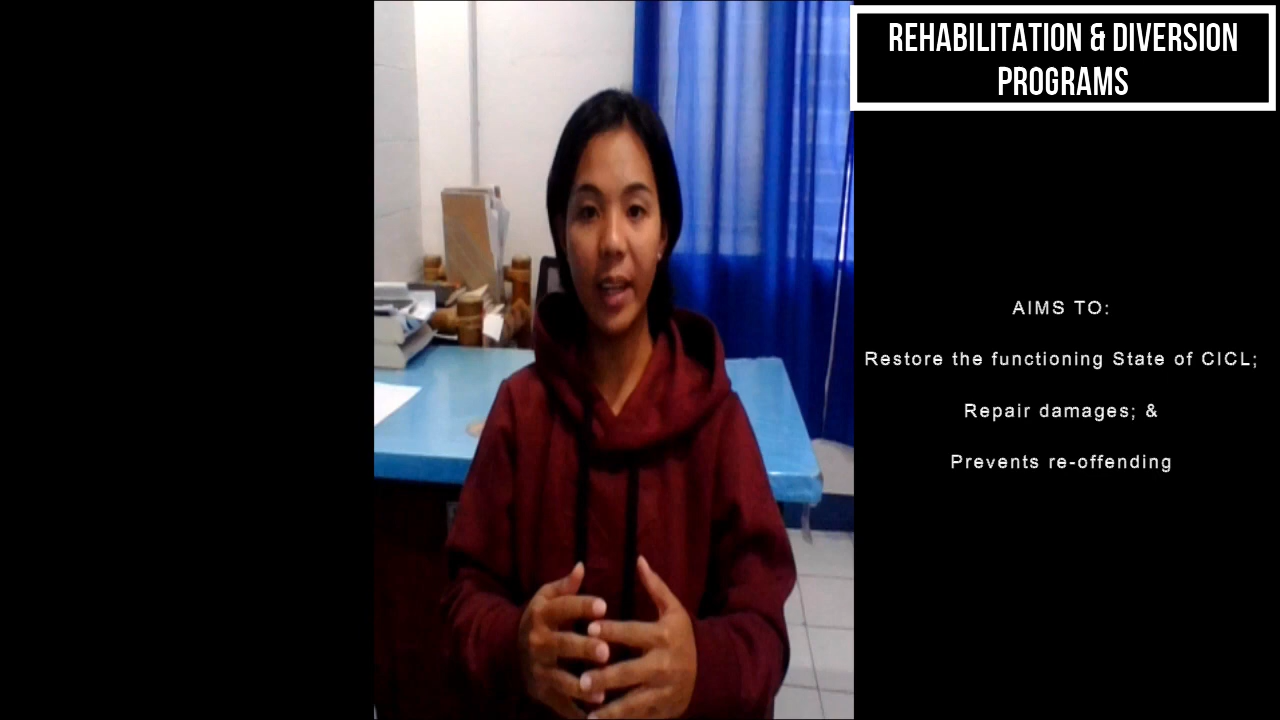 REHABILITATION & DIVERSION
PROGRAMS
AIMS TO:
Restore the functioning State of CICL;
Repair damages; &
Prevents re-offending